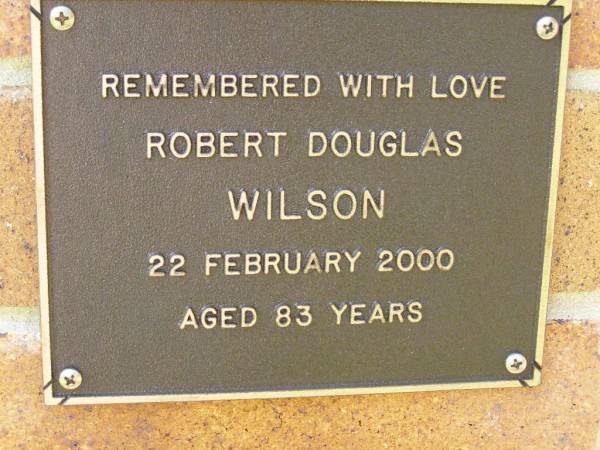 REMEMBERED WITH LOVE
ROBERT DOUGLAS
WILSON
22 FEBRUARY 2000
AGED 83 YEARS